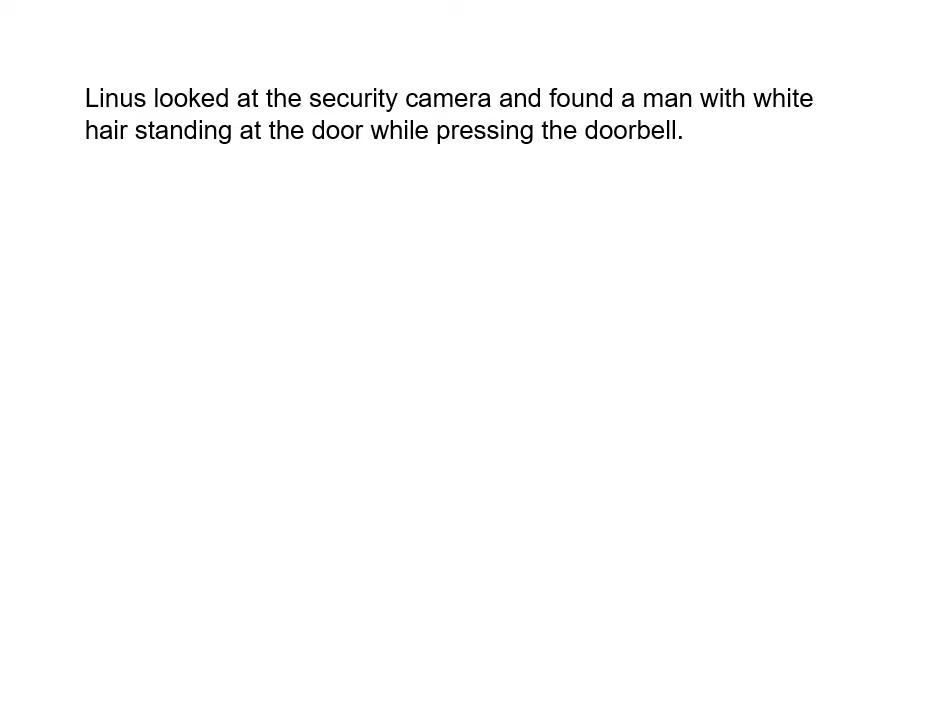 Linus looked at the security camera and found a man with white
hair standing at the door while pressing the doorbell.